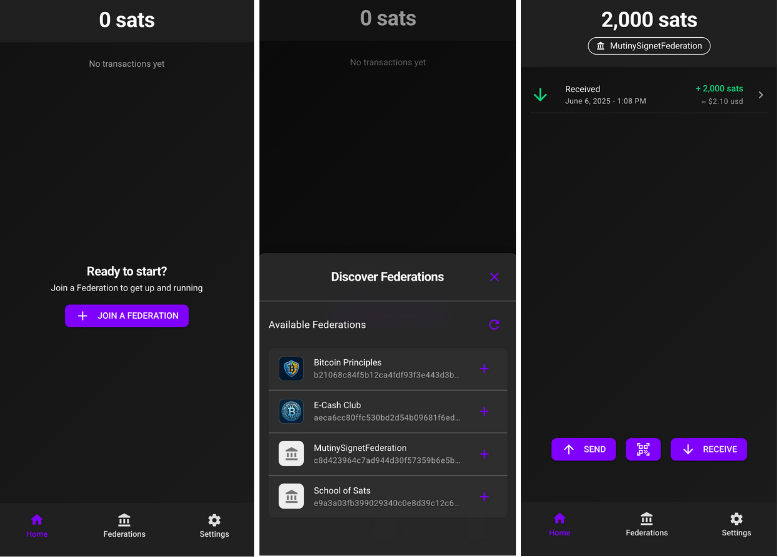 0 sats
No transactions yet
Ready to start?
Join a Federation to get up and running
JOIN A FEDERATION
Home
Federations
Settings
0 sats
No transactions yet
Discover Federations
Available Federations
Bitcoin Principles
b21068c84f5b12ca4fdf93f3e443d3b...
E-Cash Club
aeca6cc80ffc530bd2d54b09681f6ed...
MutinySignetFederation
c8d423964c7ad944d30f57359b6e5b...
School of Sats
e9a3a03fb399029340c0e8d39c12c6...
2,000 sats
MutinySignetFederation
Received
+ 2,000 sats
June 6, 2025 - 1:08 PM
~ $2.10 usd
SEND
RECEIVE
Home
Federations
Settings